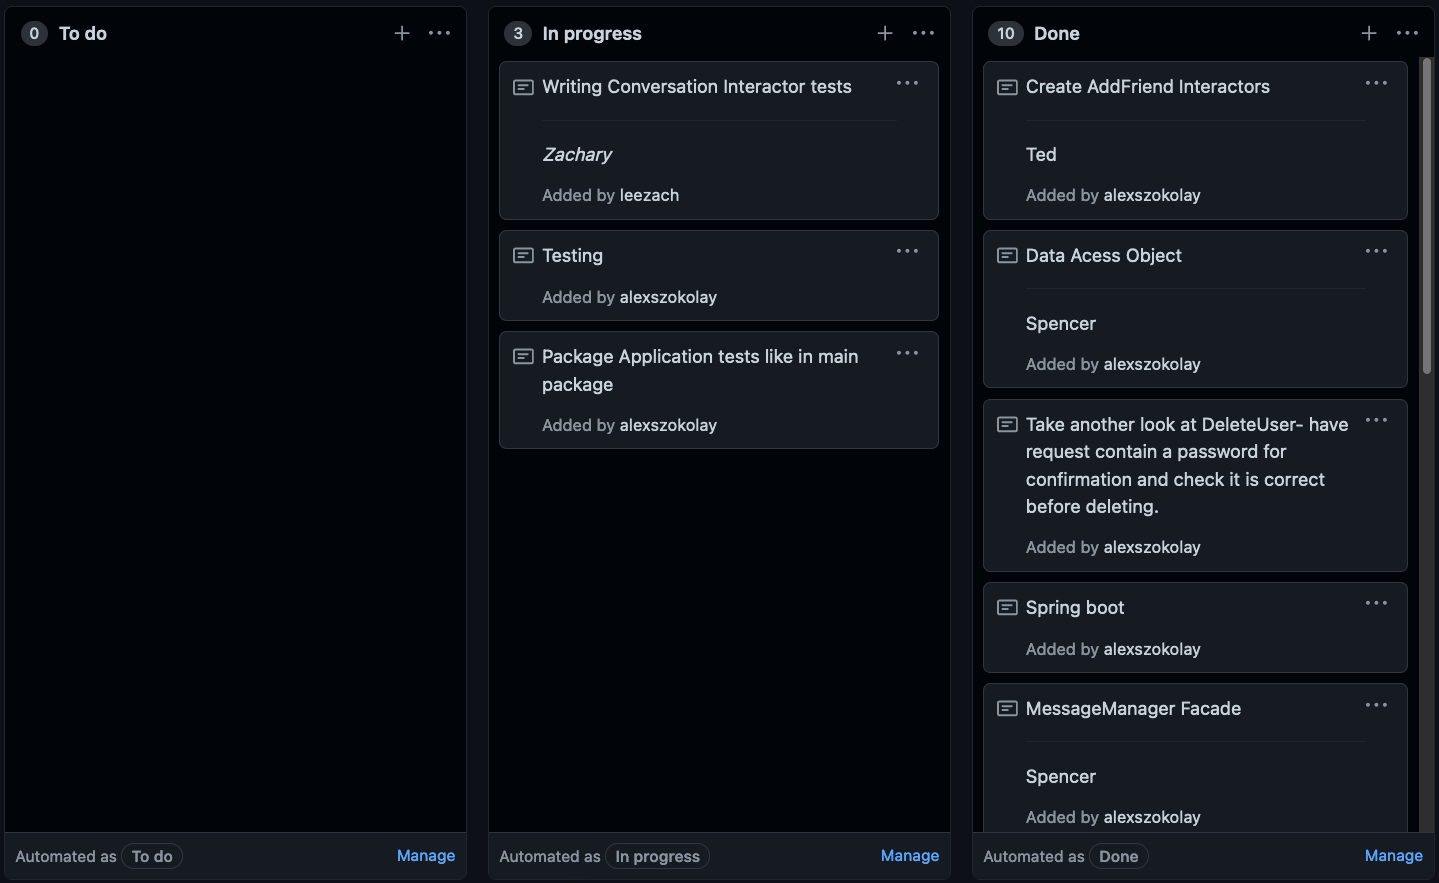 0 To do
3 In progress
Writing Conversation Interactor tests
Zachary
Added by leezach
Testing
Added by alexszokolay
Package Application tests like in main
package
Added by alexszokolay
10 Done
Create AddFriend Interactors
Ted
Added by alexszokolay
Data Acess Object
Spencer
Added by alexszokolay
Take another look at DeleteUser- have
request contain a password for
confirmation and check it is correct
before deleting.
Added by alexszokolay
Spring boot
Added by alexszokolay
MessageManager Facade
Spencer
Added by alexszokolay
Automated as To do Manage
Automated as In progress Manage
Automated as Done Manage